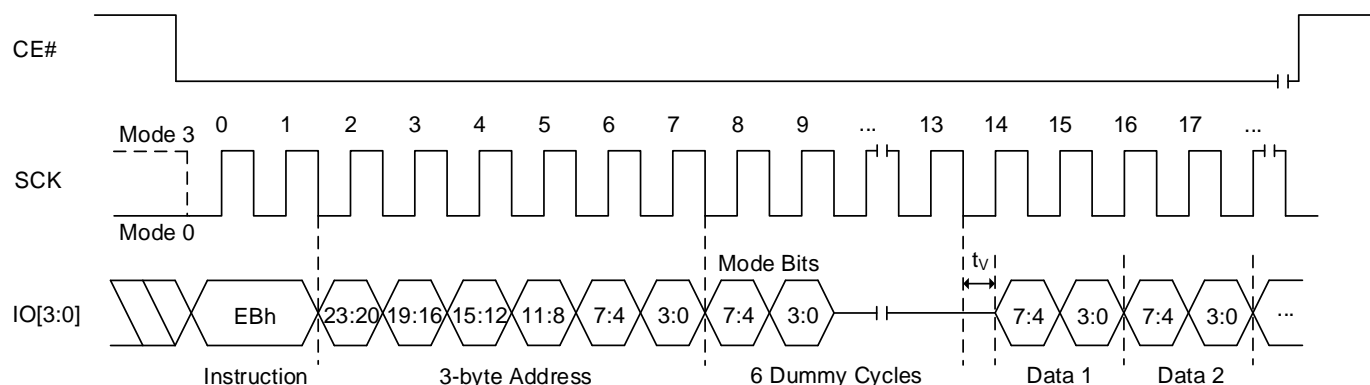 CE#
0 1 2 3 4 5 6 7 8 9 ... 13 14 15 16 17 ...
Mode 3
SCK
Mode 0
Mode Bits
tV
IO[3:0]
EBh 23:20 19:16 15:12 11:8 7:4 3:0 7:4 3:0 7:4 3:0 7:4 3:0 ...
Instruction 3-byte Address 6 Dummy Cycles Data 1 Data 2